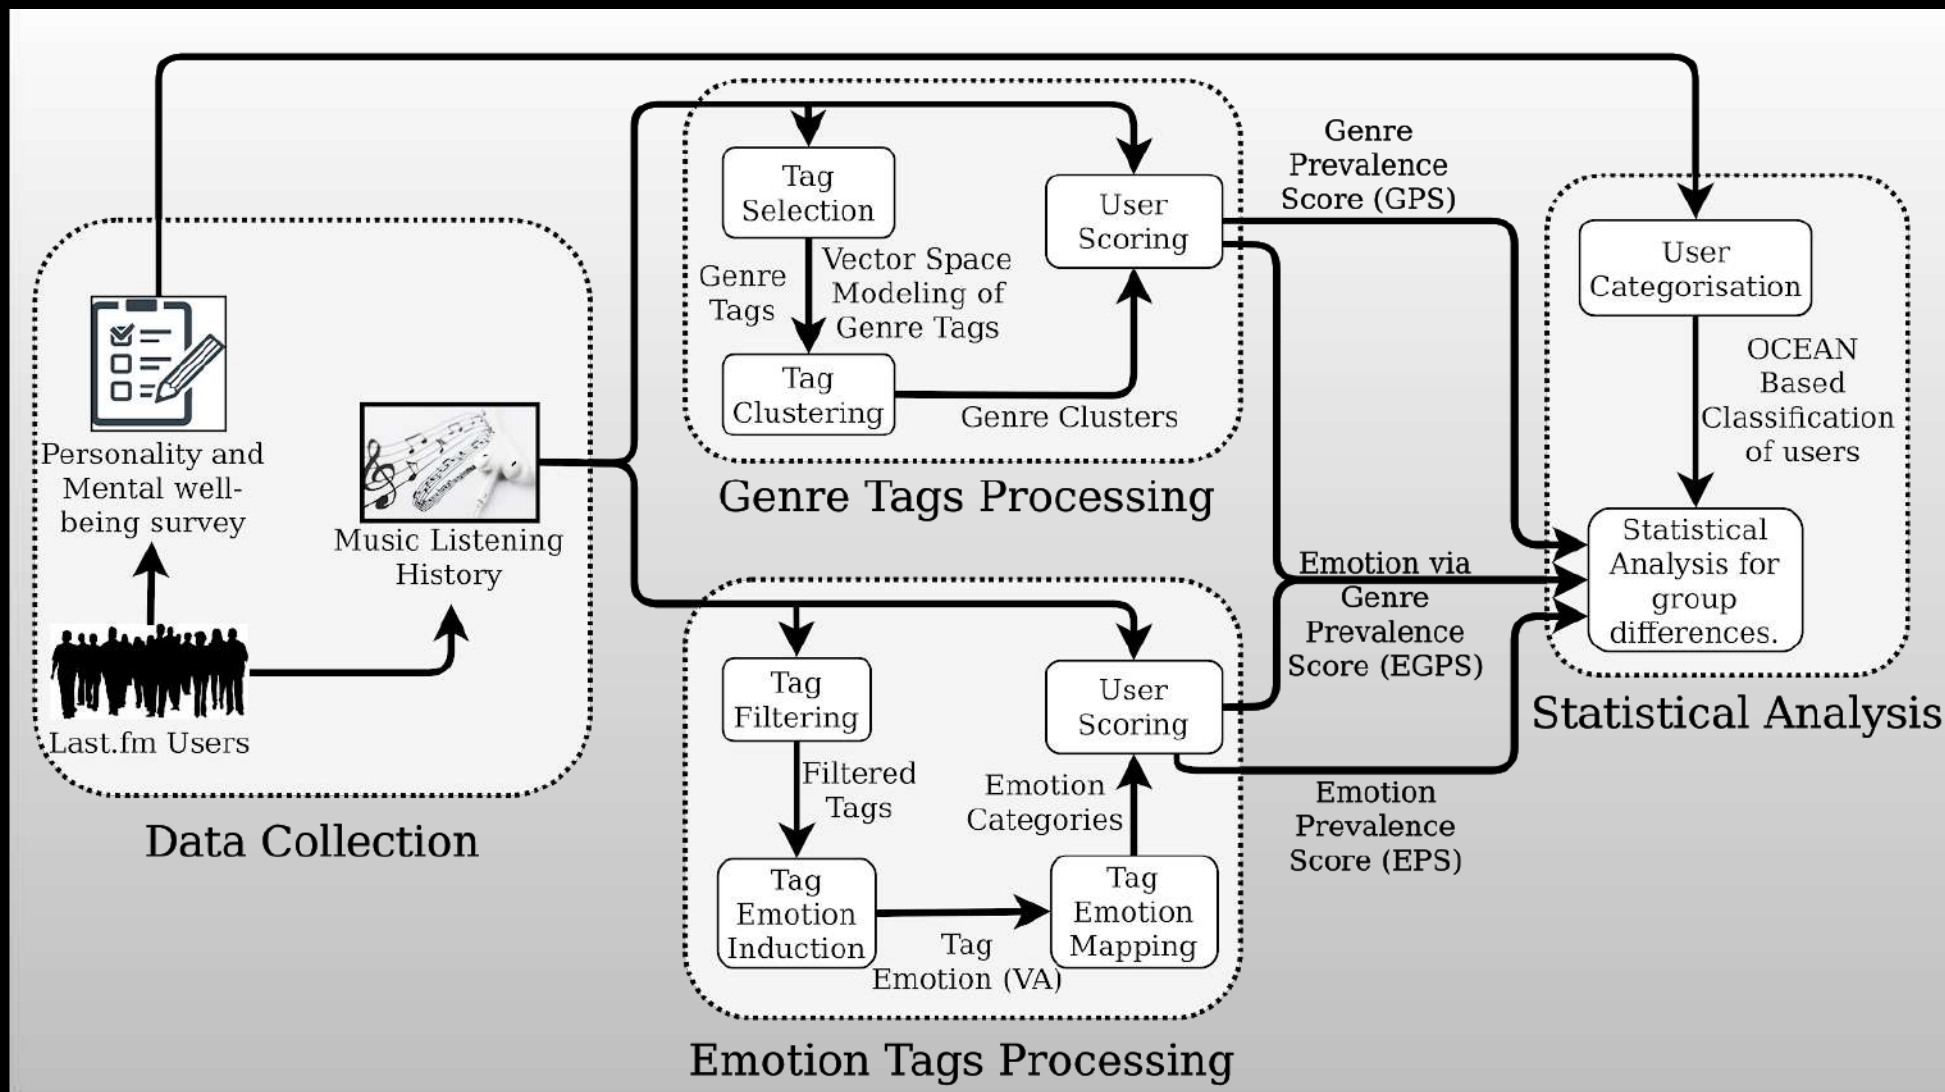 Personality and
Mental well-
being survey
Last.fm Users
Music Listening
History
Data Collection
Tag
Selection
Genre
Tags
Vector Space
Modeling of
Genre Tags
Tag
Clustering
Genre Clusters
User
Scoring
Genre Tags Processing
Tag
Filtering
Filtered
Tags
Tag
Emotion
Induction
Tag
Emotion (VA)
Tag
Emotion
Mapping
Emotion
Categories
User
Scoring
Emotion Tags Processing
Genre
Prevalence
Score (GPS)
Emotion via
Genre
Prevalence
Score (EGPS)
Emotion
Prevalence
Score (EPS)
User
Categorisation
OCEAN
Based
Classification
of users
Statistical
Analysis for
group
differences.
Statistical Analysis